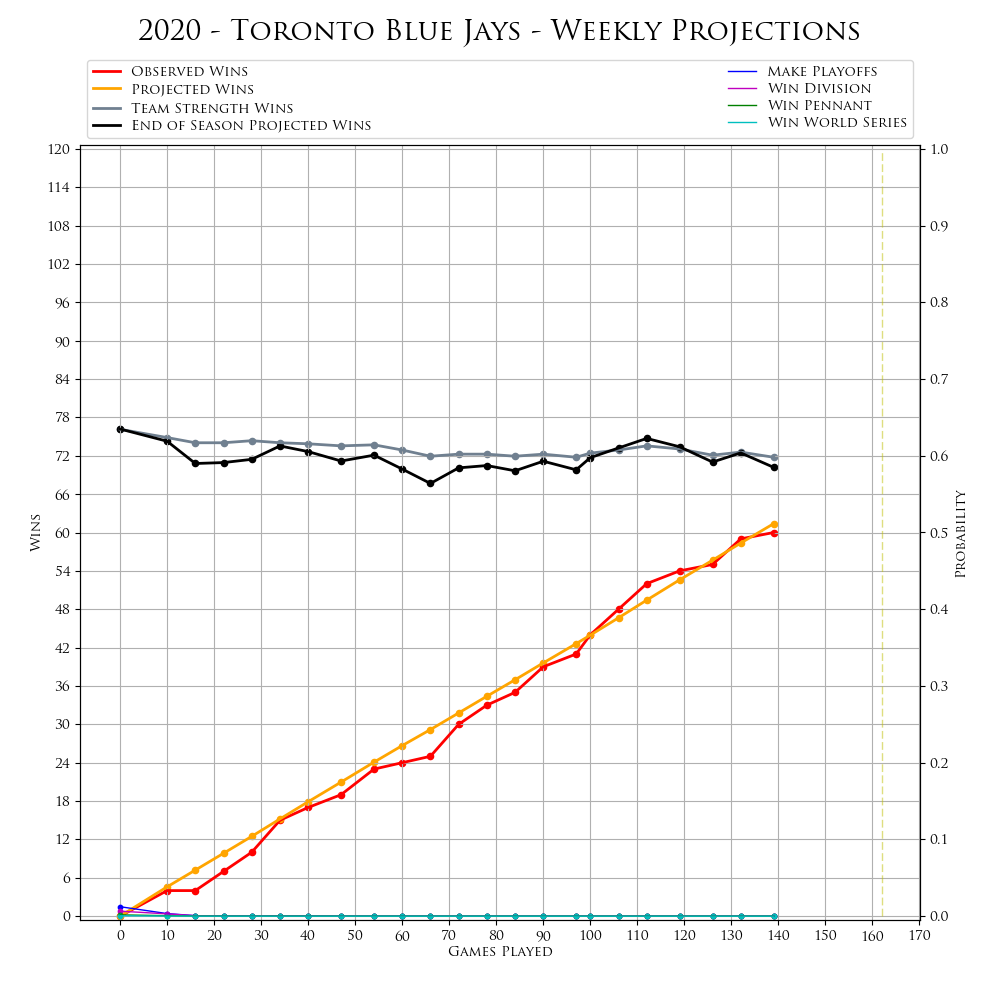 2020 - Toronto Blue Jays - Weekly Projections
Observed Wins
Projected Wins
Team Strength Wins
End of Season Projected Wins
Make Playoffs
Win Division
Win Pennant
Win World Series
120
114
108
102
96
90
84
78
72
66
60
54
48
42
36
30
24
18
12
6
0
Wins
1.0
0.9
0.8
0.7
0.6
0.5
0.4
0.3
0.2
0.1
0.0
Probability
0 10 20 30 40 50 60 70 80 90 100 110 120 130 140 150 160 170
Games Played